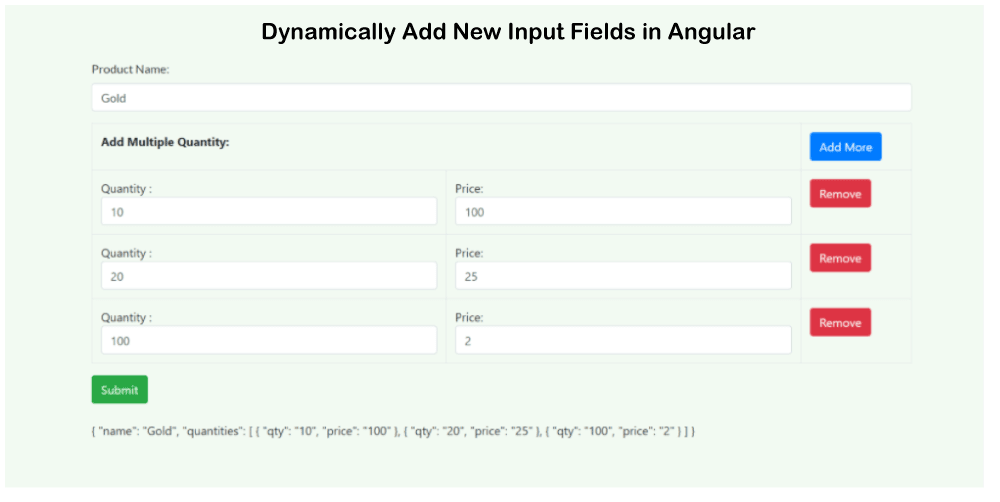 Dynamically Add New Input Fields in Angular
Product Name:
Gold
Add Multiple Quantity:
Add More
Quantity :
Price:
Remove
10
100
Quantity :
Price:
Remove
20
25
Quantity :
Price:
Remove
100
2
Submit
{ "name": "Gold", "quantities": [ { "qty": "10", "price": "100" }, { "qty": "20", "price": "25" }, { "qty": "100", "price": "2" } ] }